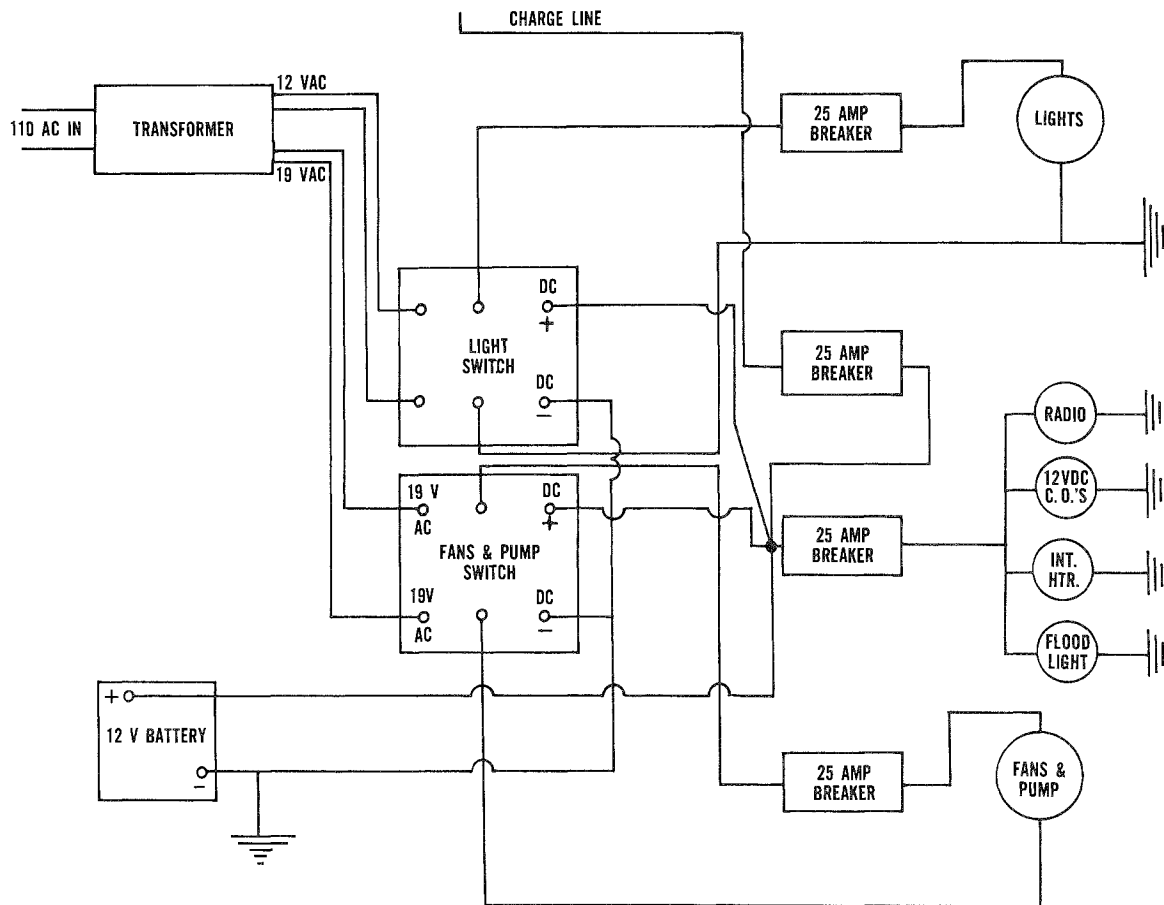 CHARGE LINE
12 VAC
110 AC IN
TRANSFORMER
19 VAC
25 AMP
BREAKER
LIGHTS
DC
+
LIGHT
SWITCH
DC
−
25 AMP
BREAKER
RADIO
12VDC
C.O.'S
INT.
HTR.
FLOOD
LIGHT
19 V
AC
DC
+
FANS & PUMP
SWITCH
19V
AC
DC
−
25 AMP
BREAKER
+
12 V BATTERY
−
25 AMP
BREAKER
FANS &
PUMP